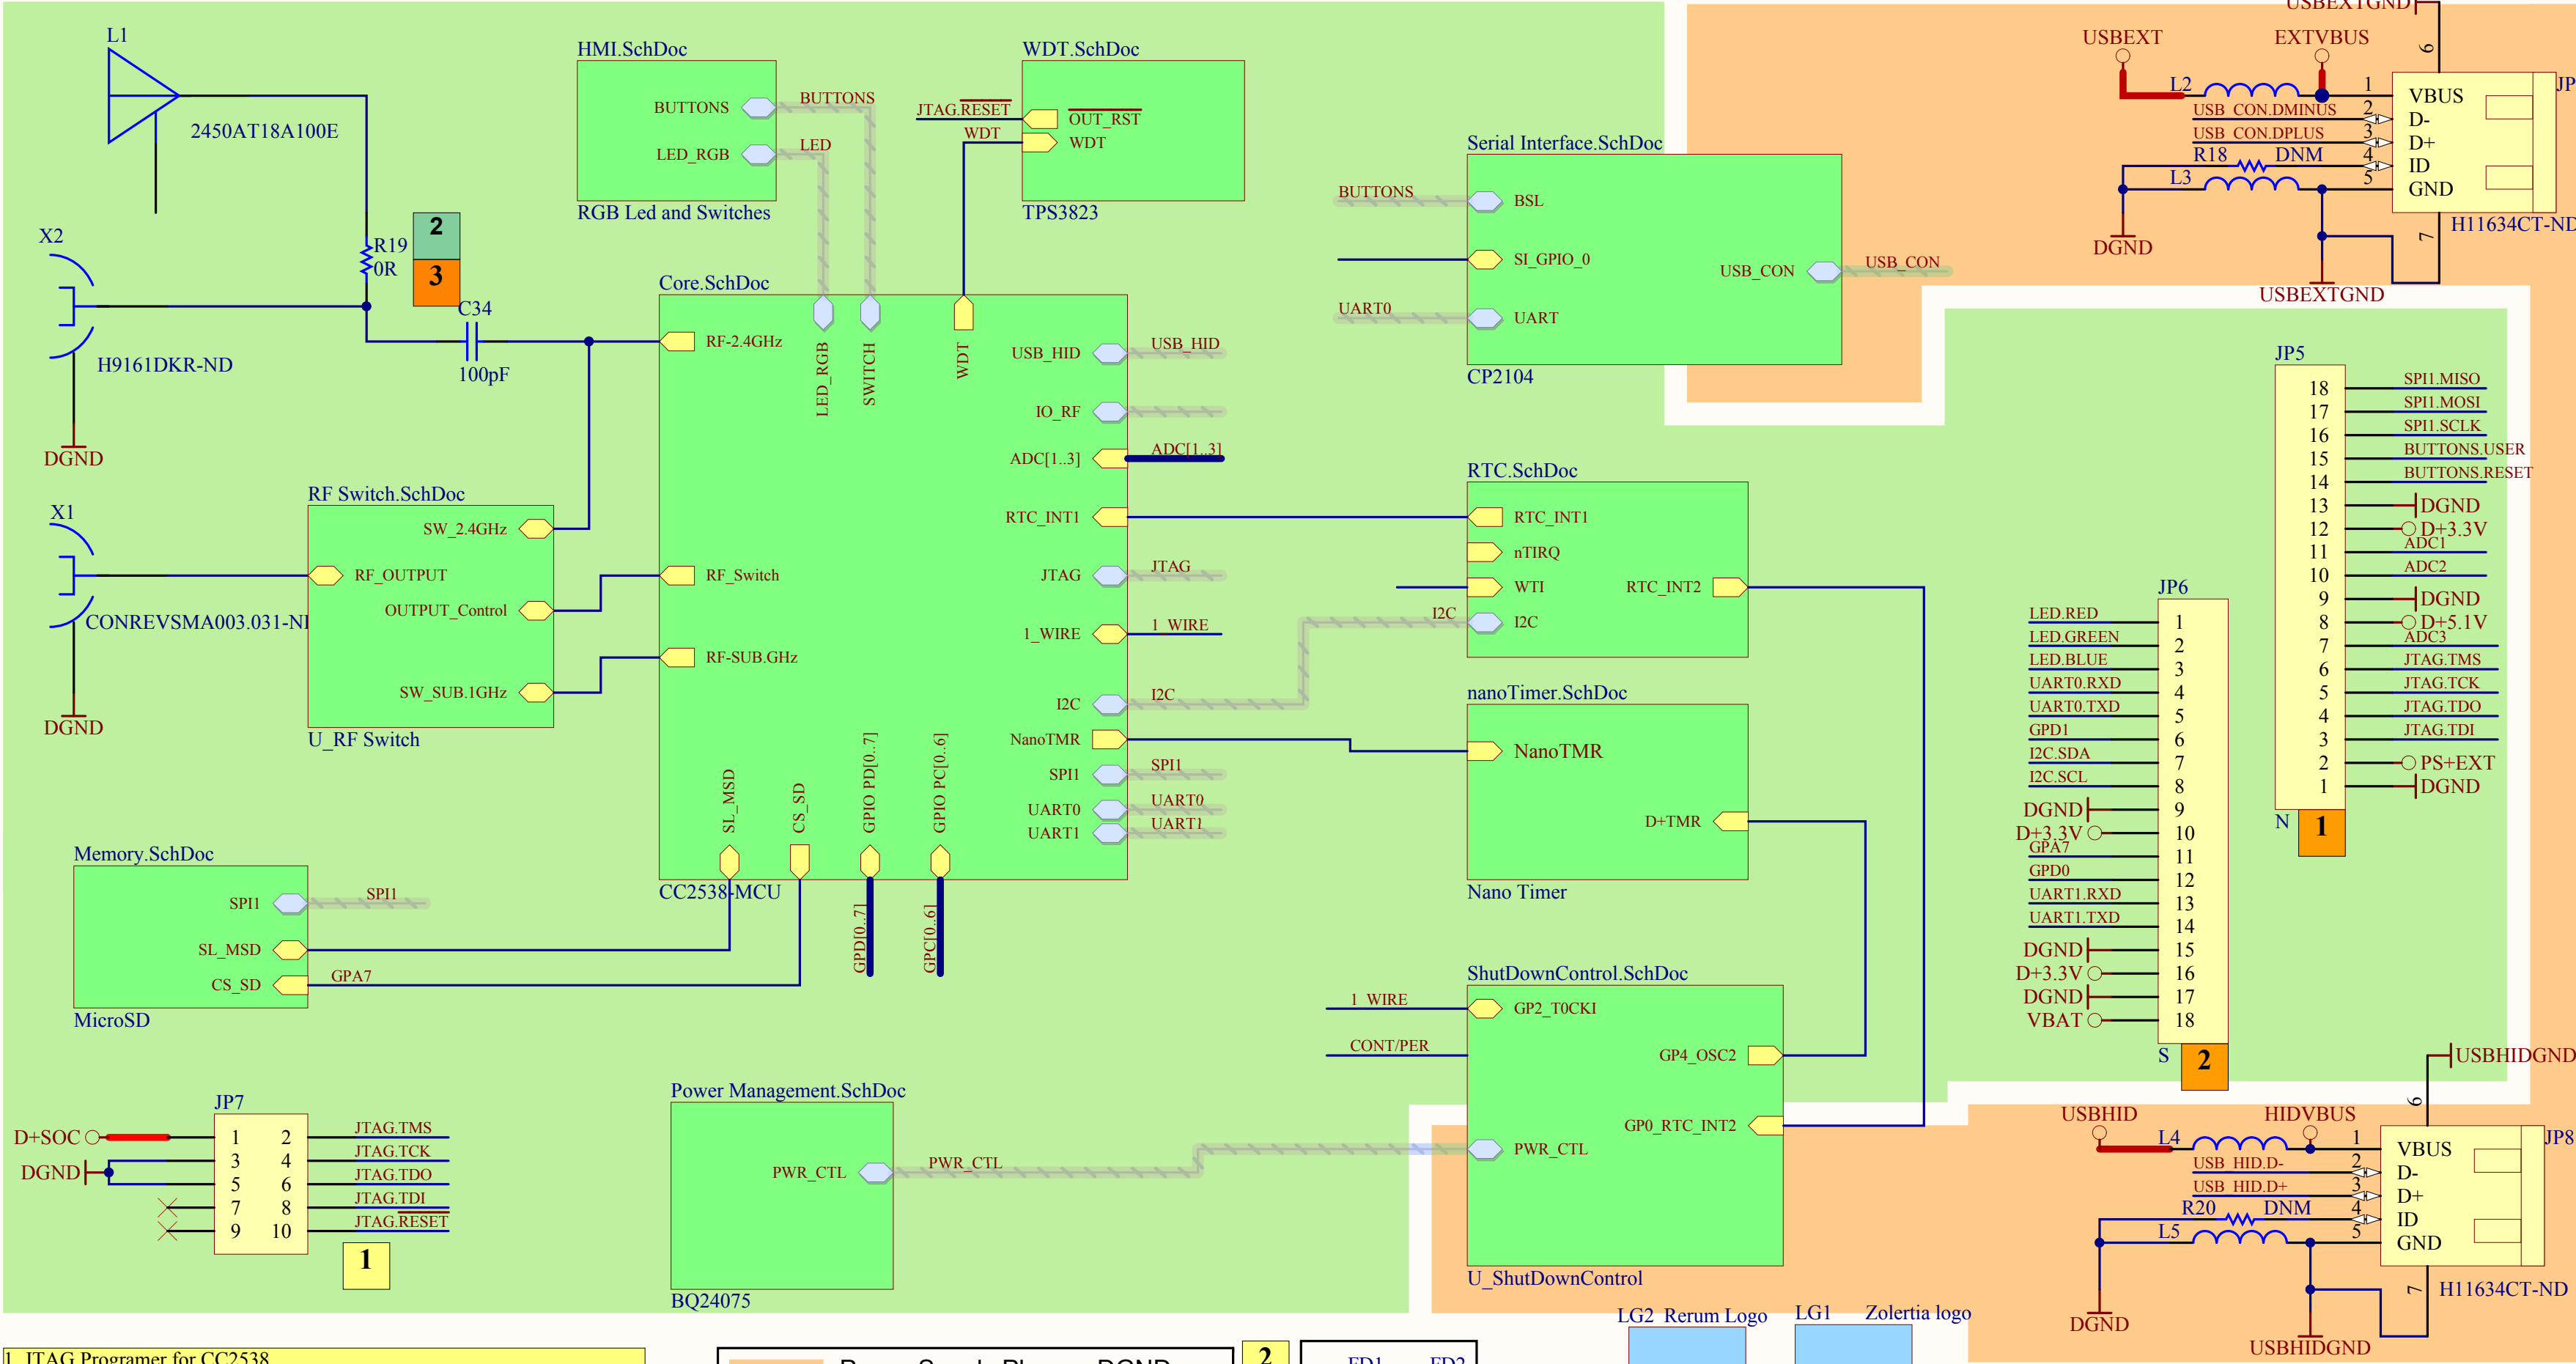 L1
2450AT18A100E
X2
H9161DKR-ND
DGND
R19
0R
2
3
C34
100pF
X1
CONREVSMA003.031-N
DGND
RF Switch.SchDoc
SW_2.4GHz
RF_OUTPUT
OUTPUT_Control
SW_SUB.1GHz
U_RF Switch
HMI.SchDoc
BUTTONS
BUTTONS
LED_RGB
LED
RGB Led and Switches
WDT.SchDoc
JTAG.RESET
OUT_RST
WDT
WDT
TPS3823
Core.SchDoc
RF-2.4GHz
LED_RGB
SWITCH
WDT
USB_HID
USB_HID
IO_RF
ADC[1..3]
ADC[1..3]
RTC_INT1
RF_Switch
JTAG
JTAG
1_WIRE
1_WIRE
RF-SUB.GHz
I2C
I2C
NanoTMR
SPI1
SPI1
UART0
UART0
UART1
UART1
SL_MSD
CS_SD
GPIO PD[0..7]
GPIO PC[0..6]
CC2538-MCU
GPD[0..7]
GPC[0..6]
Memory.SchDoc
SPI1
SPI1
SL_MSD
CS_SD
GPA7
MicroSD
JP7
D+SOC
DGND
1 2
3 4
5 6
7 8
9 10
JTAG.TMS
JTAG.TCK
JTAG.TDO
JTAG.TDI
JTAG.RESET
1
Power Management.SchDoc
PWR_CTL
PWR_CTL
BQ24075
Serial Interface.SchDoc
BUTTONS
BSL
SI_GPIO_0
USB_CON
USB_CON
UART0
UART
CP2104
RTC.SchDoc
RTC_INT1
nTIRQ
WTI
RTC_INT2
I2C
I2C
nanoTimer.SchDoc
NanoTMR
D+TMR
Nano Timer
ShutDownControl.SchDoc
1_WIRE
GP2_T0CKI
CONT/PER
GP4_OSC2
GP0_RTC_INT2
PWR_CTL
U_ShutDownControl
USBEXTGND
USBEXT
EXTVBUS
6
JP
L2
1
VBUS
USB_CON.DMINUS
2
D-
USB_CON.DPLUS
3
D+
R18
DNM
4
ID
L3
5
GND
7
H11634CT-ND
DGND
USBEXTGND
JP5
18 SPI1.MISO
17 SPI1.MOSI
16 SPI1.SCLK
15 BUTTONS.USER
14 BUTTONS.RESET
13 DGND
12 D+3.3V
11 ADC1
10 ADC2
9 DGND
8 D+5.1V
7 ADC3
6 JTAG.TMS
5 JTAG.TCK
4 JTAG.TDO
3 JTAG.TDI
2 PS+EXT
1 DGND
N
1
JP6
LED.RED 1
LED.GREEN 2
LED.BLUE 3
UART0.RXD 4
UART0.TXD 5
GPD1 6
I2C.SDA 7
I2C.SCL 8
DGND 9
D+3.3V 10
GPA7 11
GPD0 12
UART1.RXD 13
UART1.TXD 14
DGND 15
D+3.3V 16
DGND 17
VBAT 18
S
2
USBHIDGND
USBHID
HIDVBUS
6
JP8
L4
1
VBUS
USB_HID.D-
2
D-
USB_HID.D+
3
D+
R20
DNM
4
ID
L5
5
GND
7
H11634CT-ND
DGND
USBHIDGND
LG2 Rerum Logo
LG1 Zolertia logo
1 JTAG Programer for CC2538
2
FD1 FD2